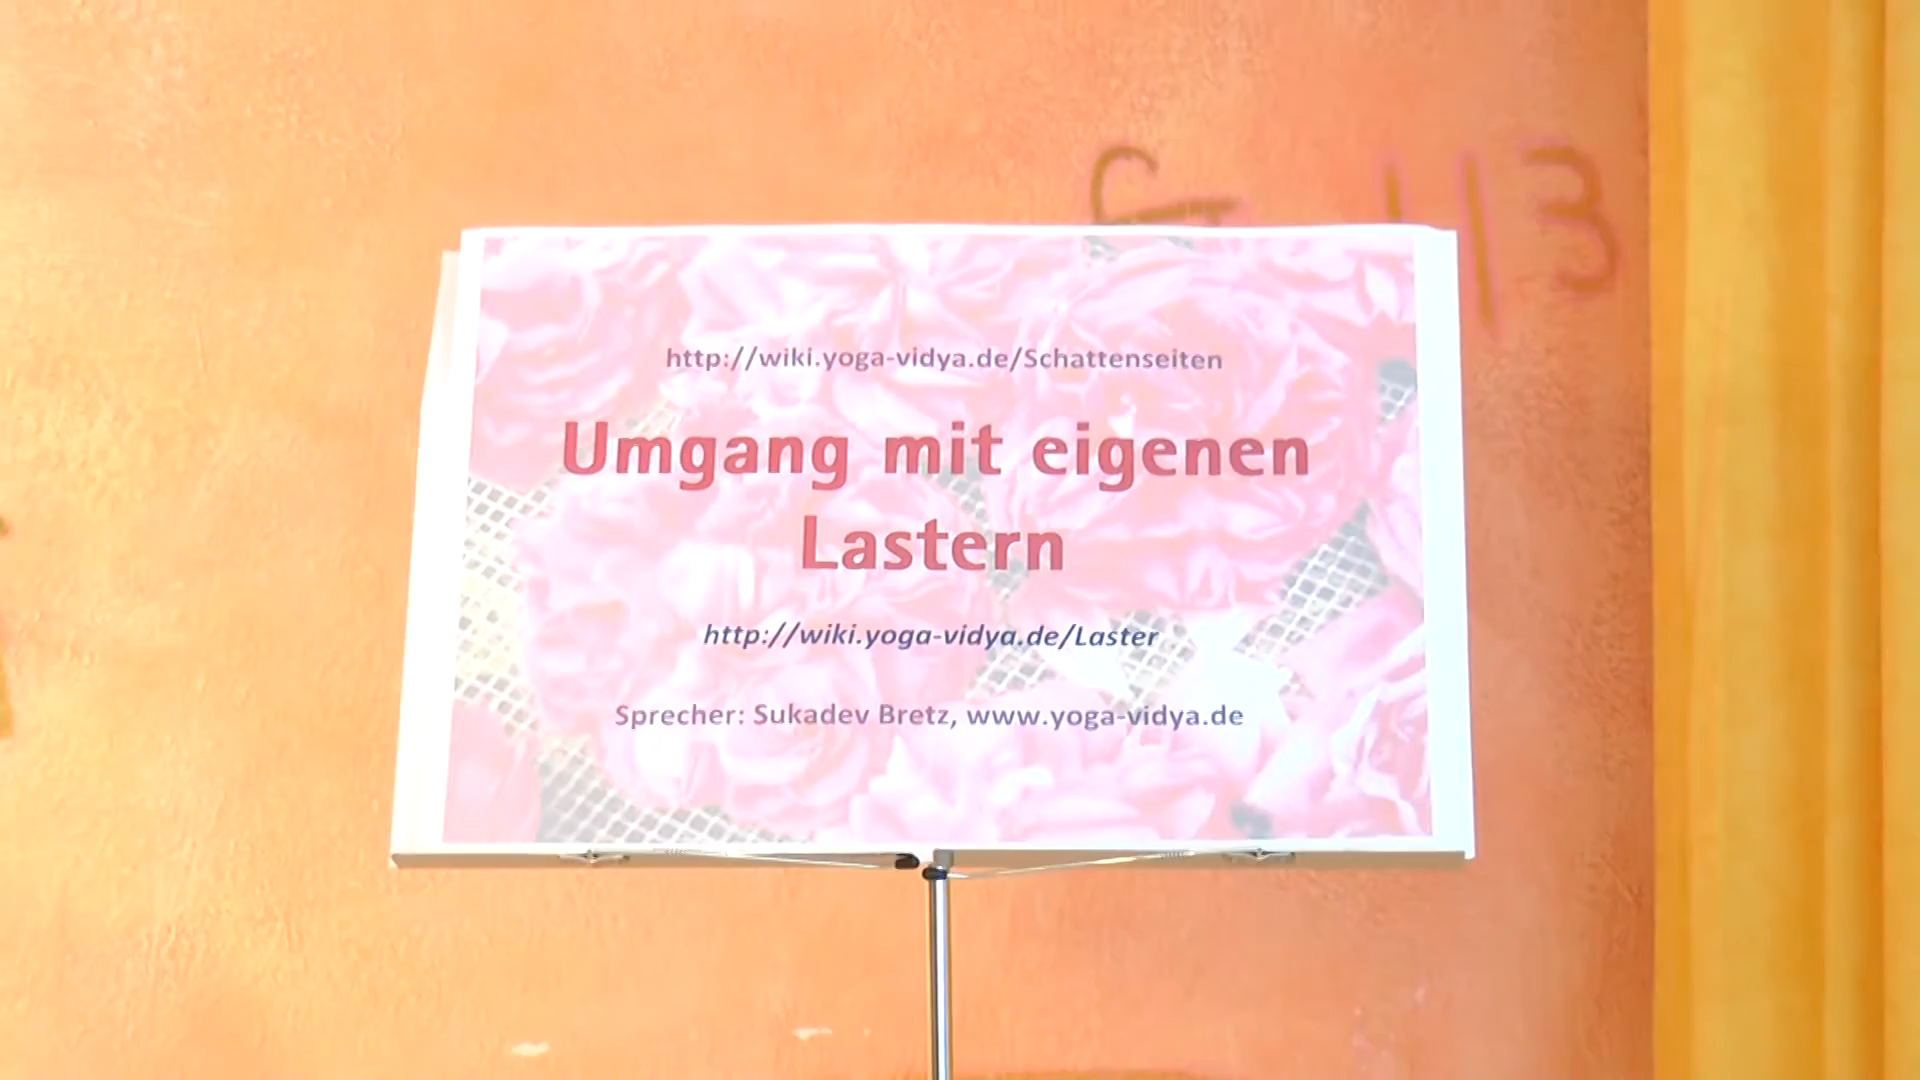 http://wiki.yoga-vidya.de/Schattenseiten
Umgang mit eigenen
Lastern
http://wiki.yoga-vidya.de/Laster
Sprecher: Sukadev Bretz, www.yoga-vidya.de